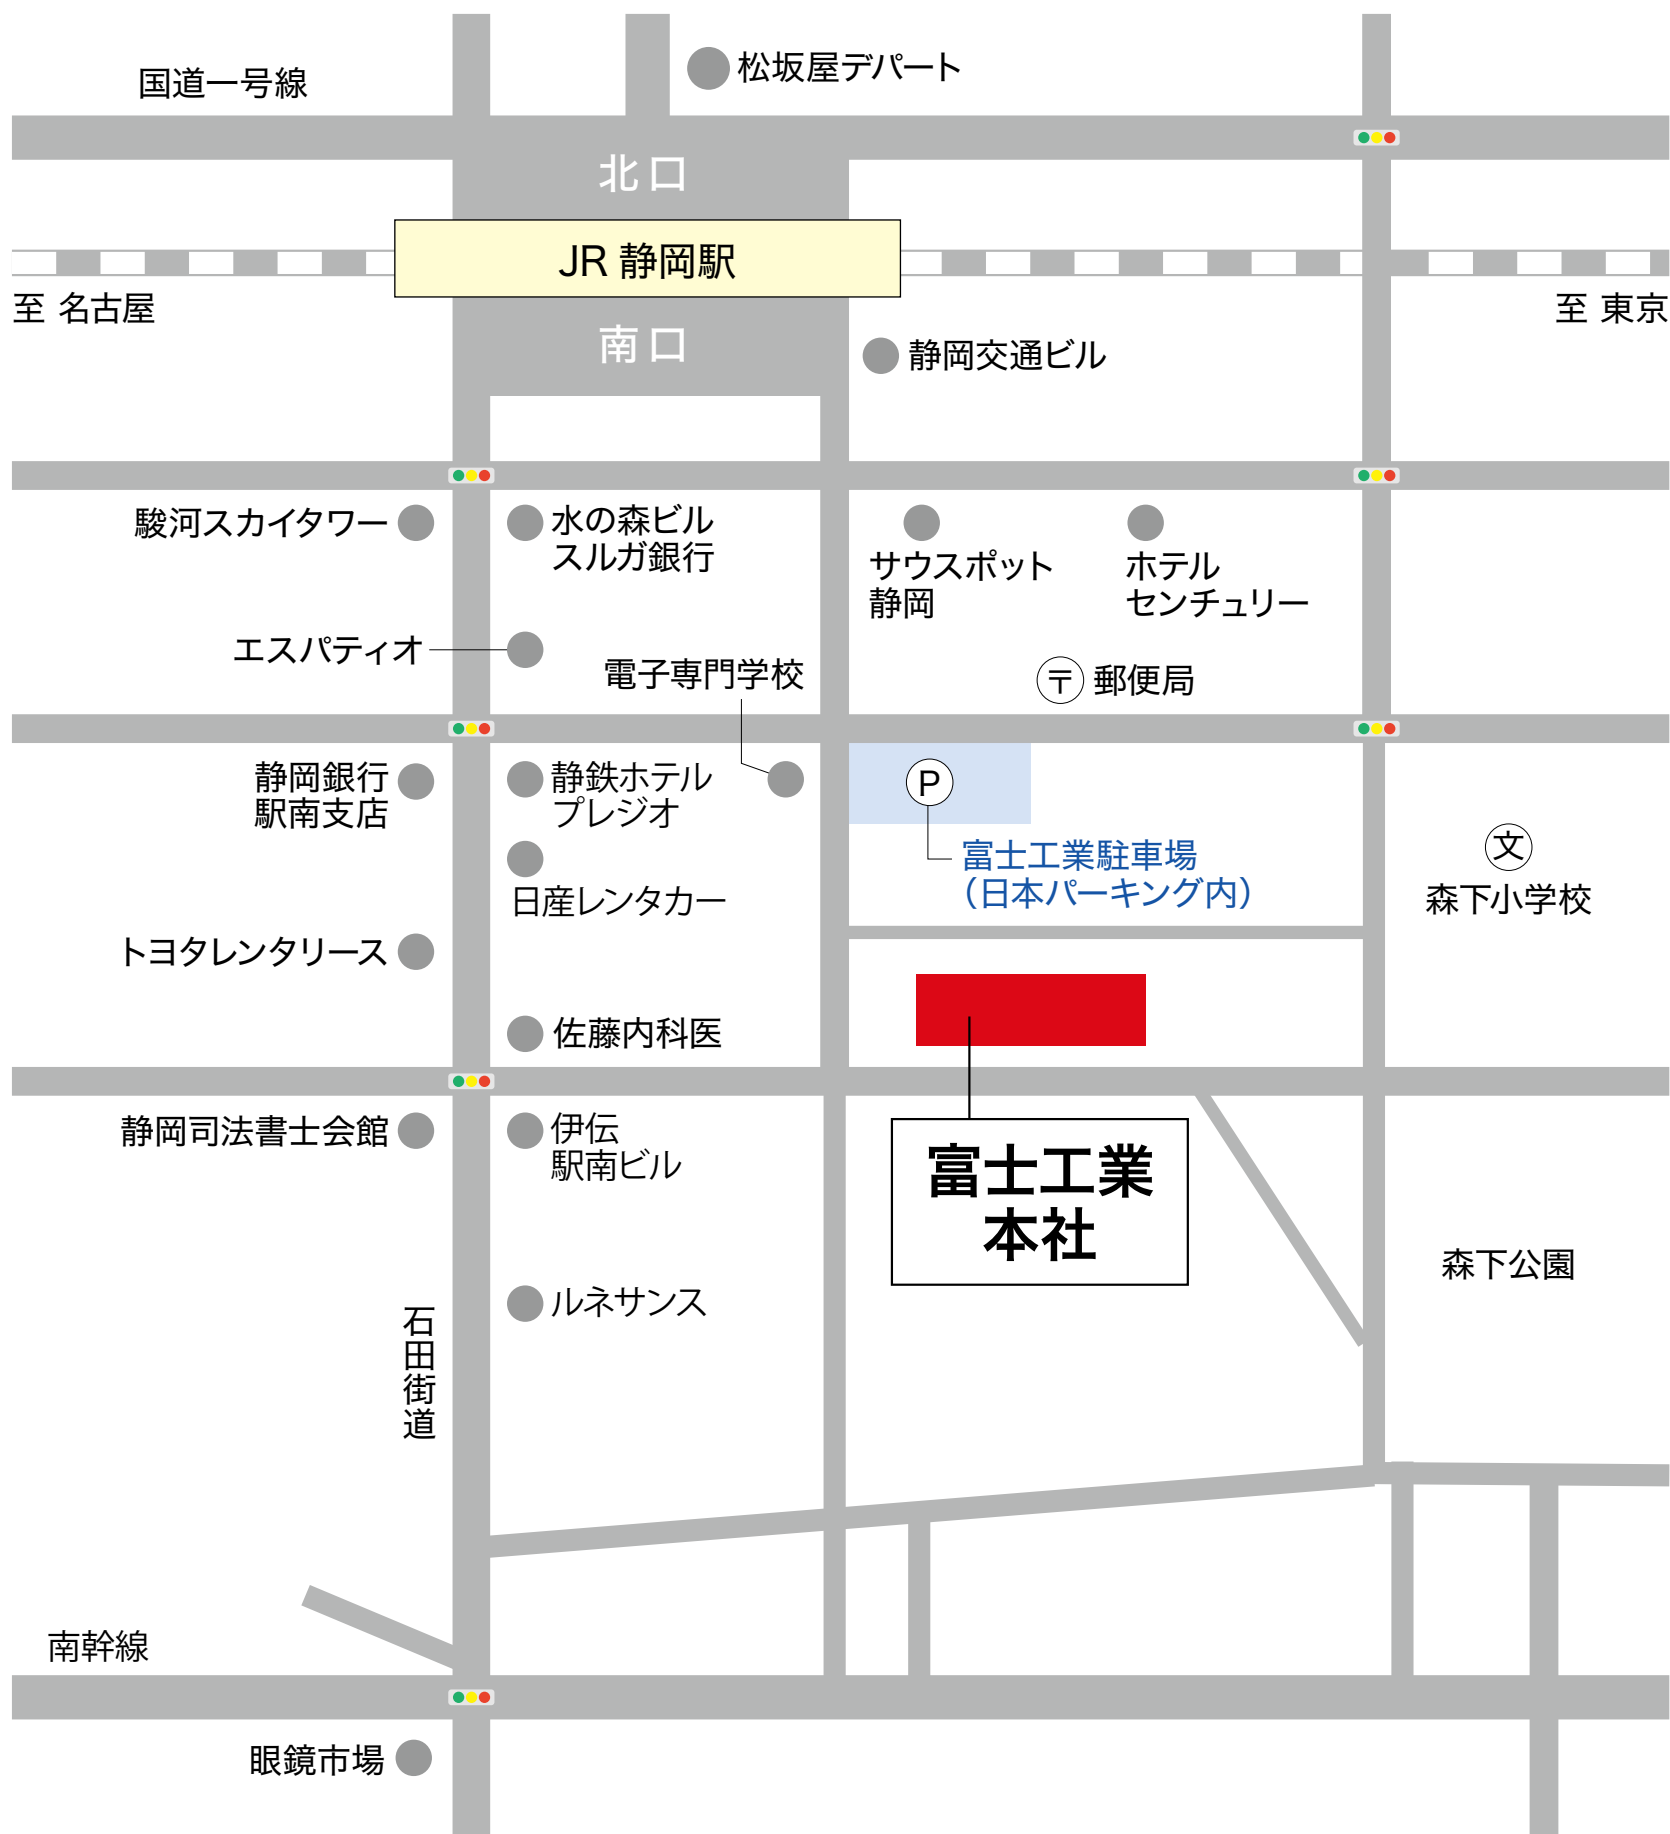 松坂屋デパート
国道一号線
北口
JR 静岡駅
至 名古屋
至 東京
南口
静岡交通ビル
駿河スカイタワー
水の森ビル
スルガ銀行
サウスポット
静岡
ホテル
センチュリー
エスパティオ
電子専門学校
〒 郵便局
静岡銀行
駅南支店
静鉄ホテル
プレジオ
P
富士工業駐車場
（日本パーキング内）
文
森下小学校
日産レンタカー
トヨタレンタリース
佐藤内科医
静岡司法書士会館
伊伝
駅南ビル
富士工業
本社
森下公園
ルネサンス
石田街道
南幹線
眼鏡市場